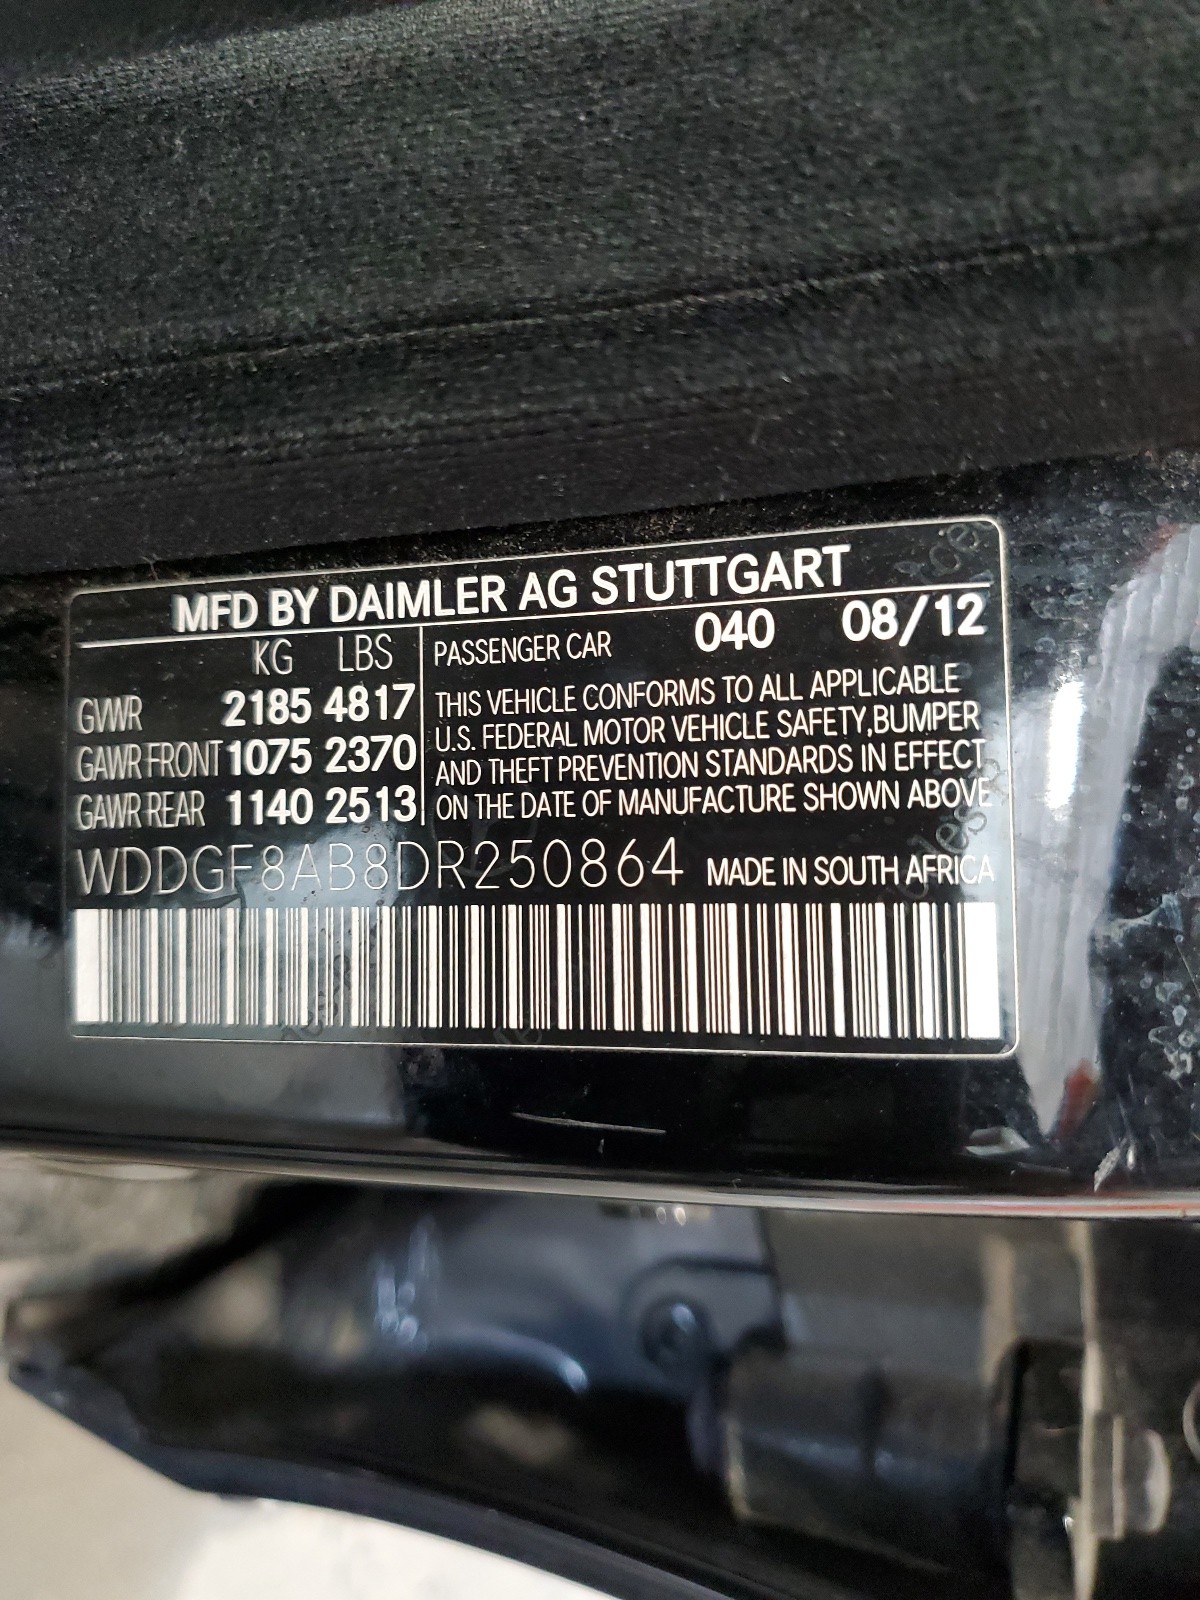 MFD BY DAIMLER AG STUTTGART
KG LBS
GVWR 2185 4817
GAWR FRONT 1075 2370
GAWR REAR 1140 2513
PASSENGER CAR 040 08/12
THIS VEHICLE CONFORMS TO ALL APPLICABLE
U.S. FEDERAL MOTOR VEHICLE SAFETY,BUMPER
AND THEFT PREVENTION STANDARDS IN EFFECT
ON THE DATE OF MANUFACTURE SHOWN ABOVE
WDDGF8AB8DR250864 MADE IN SOUTH AFRICA